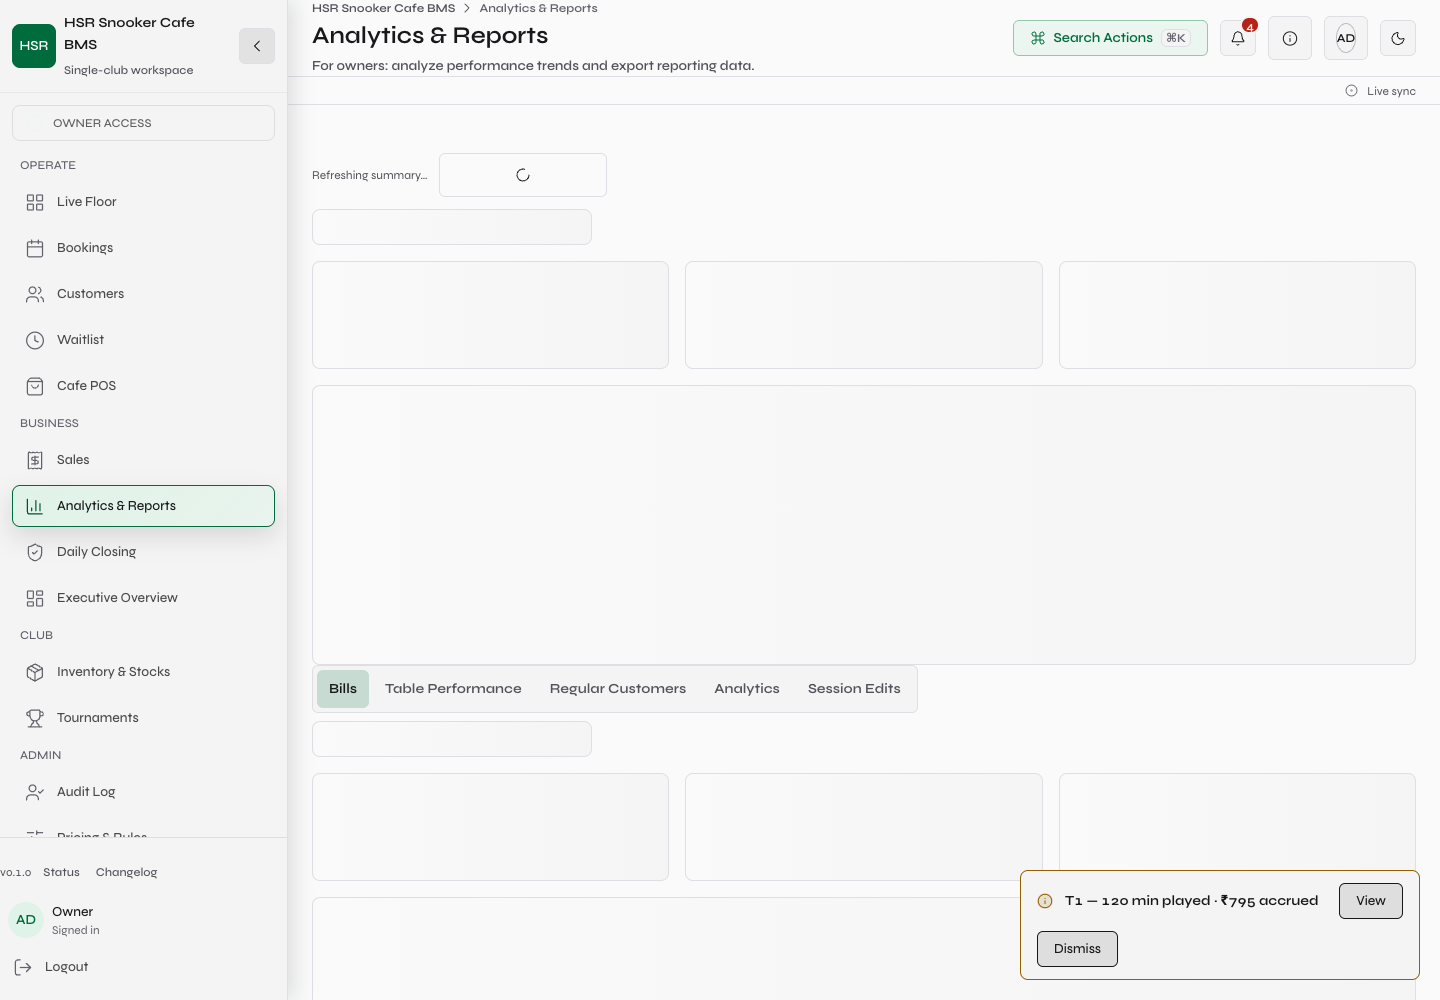 HSR
HSR Snooker Cafe
BMS
Single-club workspace
OWNER ACCESS
OPERATE
Live Floor
Bookings
Customers
Waitlist
Cafe POS
BUSINESS
Sales
Analytics & Reports
Daily Closing
Executive Overview
CLUB
Inventory & Stocks
Tournaments
ADMIN
Audit Log
Pricing & Rules
v0.1.0 Status Changelog
AD
Owner
Signed in
Logout
HSR Snooker Cafe BMS > Analytics & Reports
Analytics & Reports
For owners: analyze performance trends and export reporting data.
Search Actions ⌘K
4
AD
Live sync
Refreshing summary…
Bills Table Performance Regular Customers Analytics Session Edits
T1 — 120 min played · ₹795 accrued
View
Dismiss